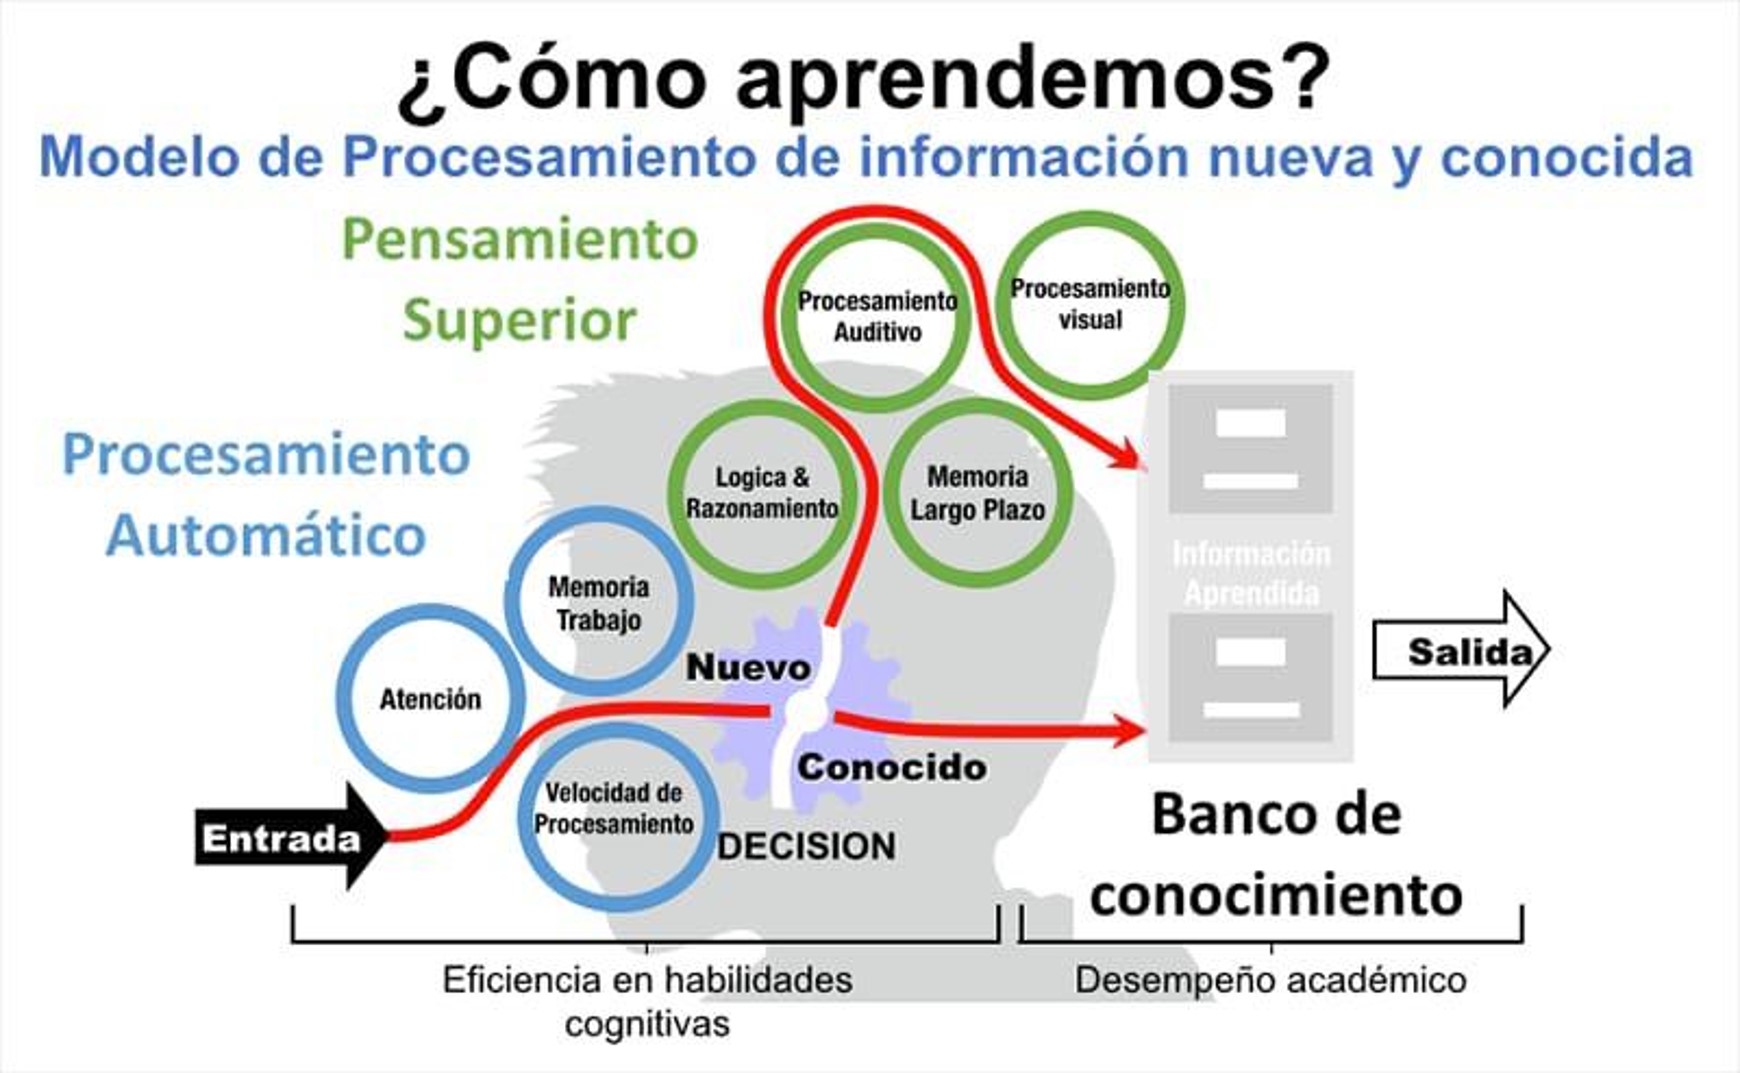 ¿Cómo aprendemos?
Modelo de Procesamiento de información nueva y conocida
Pensamiento
Superior
Procesamiento
Auditivo
Procesamiento
visual
Procesamiento
Automático
Logica &
Razonamiento
Memoria
Largo Plazo
Memoria
Trabajo
Atención
Nuevo
Velocidad de
Procesamiento
Conocido
DECISION
Entrada
Información
Aprendida
Salida
Banco de
conocimiento
Eficiencia en habilidades
cognitivas
Desempeño académico